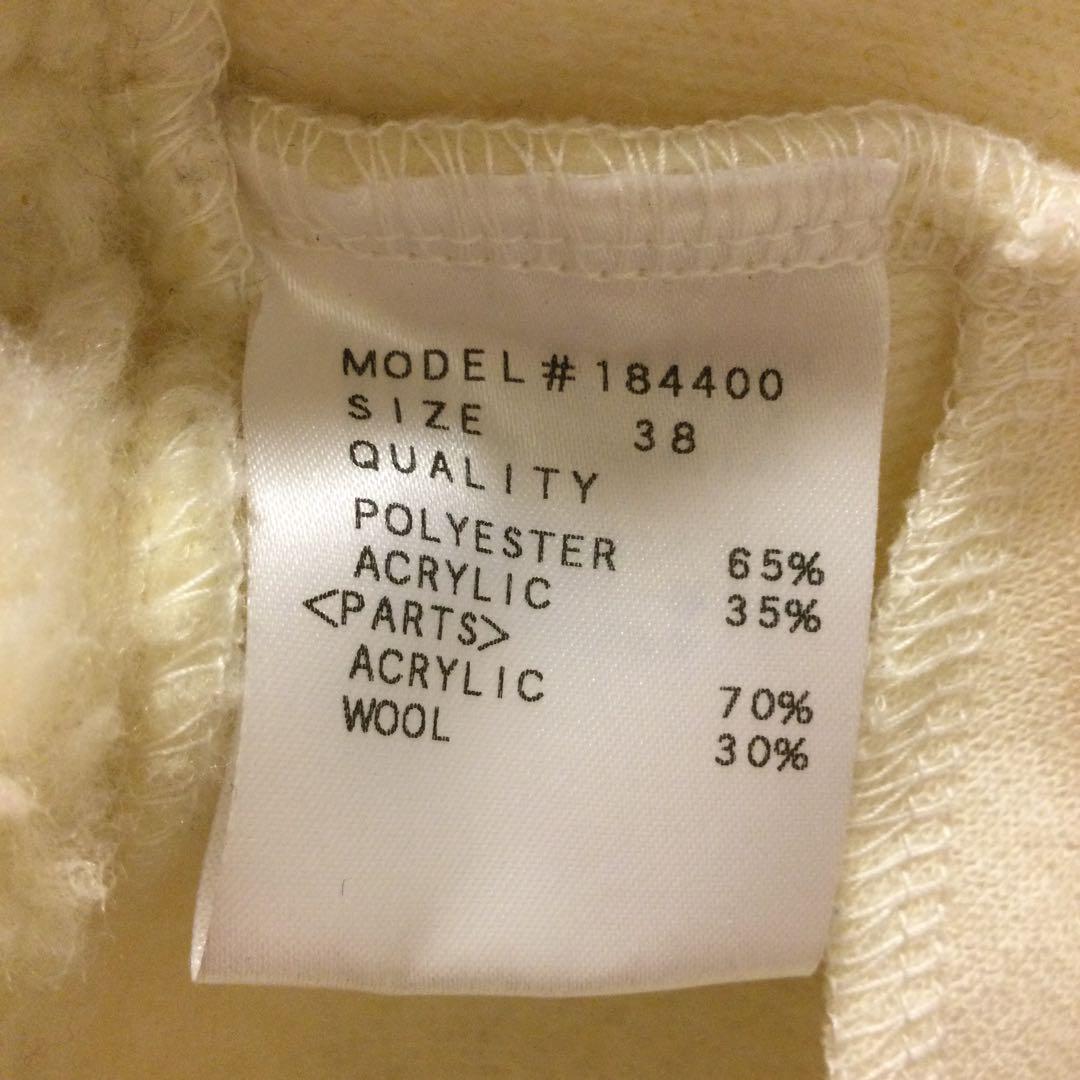 MODEL #184400
SIZE 38
QUALITY
POLYESTER 65%
ACRYLIC 35%
<PARTS>
ACRYLIC 70%
WOOL 30%